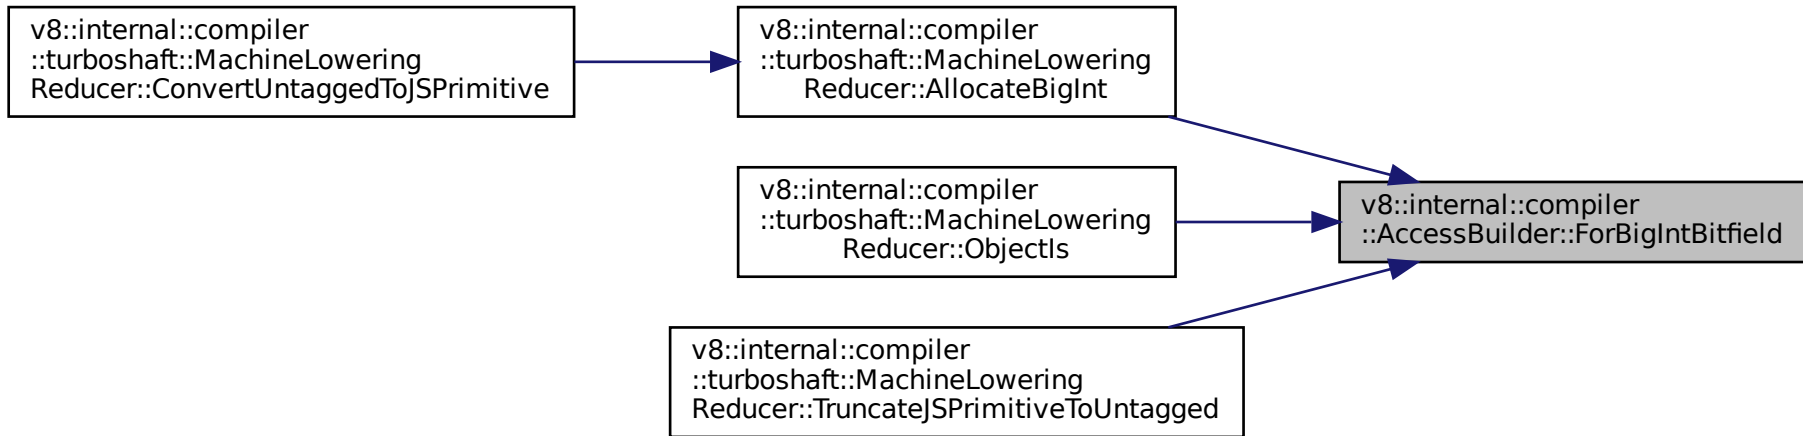 v8::internal::compiler
::turboshaft::MachineLowering
Reducer::ConvertUntaggedToJSPrimitive
v8::internal::compiler
::turboshaft::MachineLowering
Reducer::AllocateBigInt
v8::internal::compiler
::turboshaft::MachineLowering
Reducer::ObjectIs
v8::internal::compiler
::turboshaft::MachineLowering
Reducer::TruncateJSPrimitiveToUntagged
v8::internal::compiler
::AccessBuilder::ForBigIntBitfield